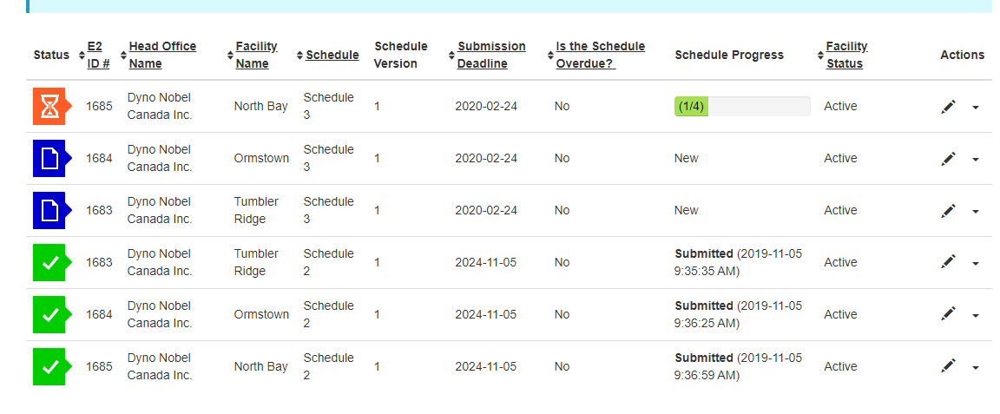 Status E2 ID # Head Office Name Facility Name Schedule Schedule Version Submission Deadline Is the Schedule Overdue? Schedule Progress Facility Status Actions
1685 Dyno Nobel Canada Inc. North Bay Schedule 3 1 2020-02-24 No (1/4) Active
1684 Dyno Nobel Canada Inc. Ormstown Schedule 3 1 2020-02-24 No New Active
1683 Dyno Nobel Canada Inc. Tumbler Ridge Schedule 3 1 2020-02-24 No New Active
1683 Dyno Nobel Canada Inc. Tumbler Ridge Schedule 2 1 2024-11-05 No Submitted (2019-11-05 9:35:35 AM) Active
1684 Dyno Nobel Canada Inc. Ormstown Schedule 2 1 2024-11-05 No Submitted (2019-11-05 9:36:25 AM) Active
1685 Dyno Nobel Canada Inc. North Bay Schedule 2 1 2024-11-05 No Submitted (2019-11-05 9:36:59 AM) Active